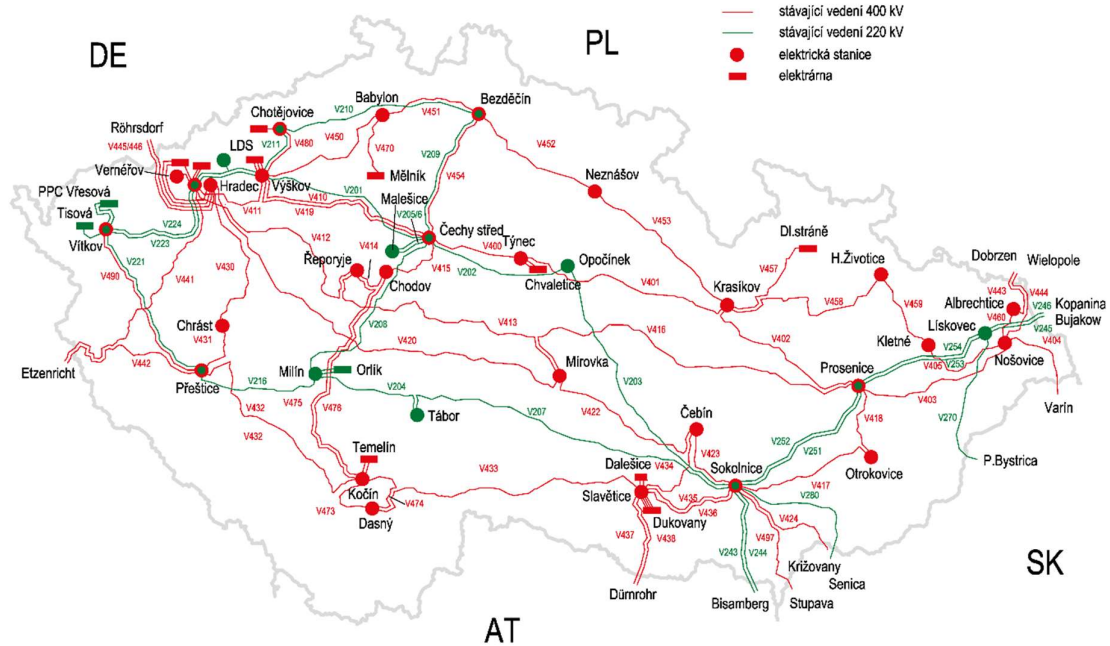 stávající vedení 400 kV
stávající vedení 220 kV
elektrická stanice
elektrárna
DE
PL
Babylon
Bezděčín
Chotějovice
V210
V451
Röhrsdorf
V445/446
LDS
V211
V480
V450
V452
Vernéřov
V470
V209
V454
Hradec
Výškov
Mělník
Neznášov
PPC Vřesová
V201
V410
Malešice
Tisová
V224
V411
V419
V205/6
V453
Dl.stráně
Vítkov
V223
Čechy střed
V400
Týnec
H.Životice
Dobrzen
Wielopole
V221
V412
V414
V415
V202
Opočínek
V457
V490
V441
V430
Řeporyje
Chodov
Chvaletice
V401
Krasíkov
V443
V444
V458
V459
Albrechtice
V246
Kopanina
V460
V245
Bujakow
Chrást
V431
V208
V413
V416
V402
Lískovec
V254
V404
Kletné
V405
V253
Nošovice
Etzenricht
V442
V420
Mírovka
Prosenice
Přeštice
V216
Milín
Orlík
V204
V203
V403
Varín
V475
V476
Tábor
V207
V422
Čebín
V418
V270
V432
V432
V252
V251
V423
Temelín
V433
Dalešice
V434
Sokolnice
Otrokovice
P.Bystrica
Kočín
V473
V474
Slavětice
V435
V436
V417
V280
Dasný
Dukovany
V437
V438
V424
V497
V243
V244
Križovany
Senica
Dürnrohr
Bisamberg
Stupava
SK
AT